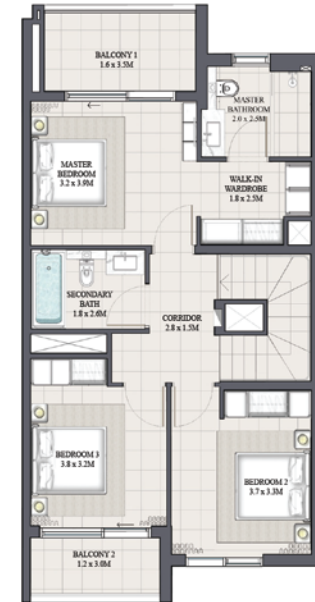 BALCONY 1
1.6 x 3.5M
MASTER
BATHROOM
2.0 x 2.5M
MASTER
BEDROOM
3.2 x 3.9M
WALK-IN
WARDROBE
1.8 x 2.5M
SECONDARY
BATH
1.8 x 2.6M
CORRIDOR
2.8 x 1.5M
BEDROOM 3
3.8 x 3.2M
BEDROOM 2
3.7 x 3.3M
BALCONY 2
1.2 x 3.0M